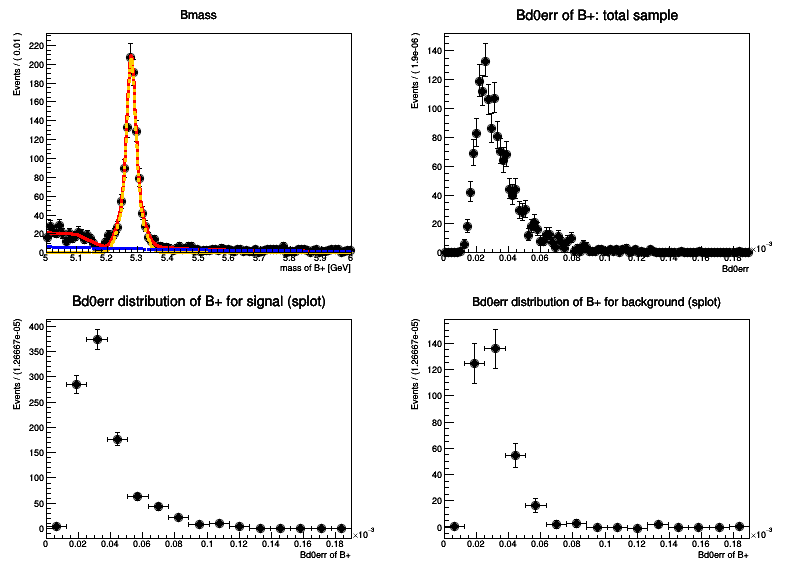 Bmass
Events / ( 0.01 )
220
200
180
160
140
120
100
80
60
40
20
0
5 5.1 5.2 5.3 5.4 5.5 5.6 5.7 5.8 5.9 6
mass of B+ [GeV]
Bd0err of B+: total sample
Events / ( 1.9e-06 )
140
120
100
80
60
40
20
0
0 0.02 0.04 0.06 0.08 0.1 0.12 0.14 0.16 0.18
×10⁻³
Bd0err
Bd0err distribution of B+ for signal (splot)
Events / (1.26667e-05)
400
350
300
250
200
150
100
50
0
0 0.02 0.04 0.06 0.08 0.1 0.12 0.14 0.16 0.18
×10⁻³
Bd0err of B+
Bd0err distribution of B+ for background (splot)
Events / (1.26667e-05)
140
120
100
80
60
40
20
0
0 0.02 0.04 0.06 0.08 0.1 0.12 0.14 0.16 0.18
×10⁻³
Bd0err of B+